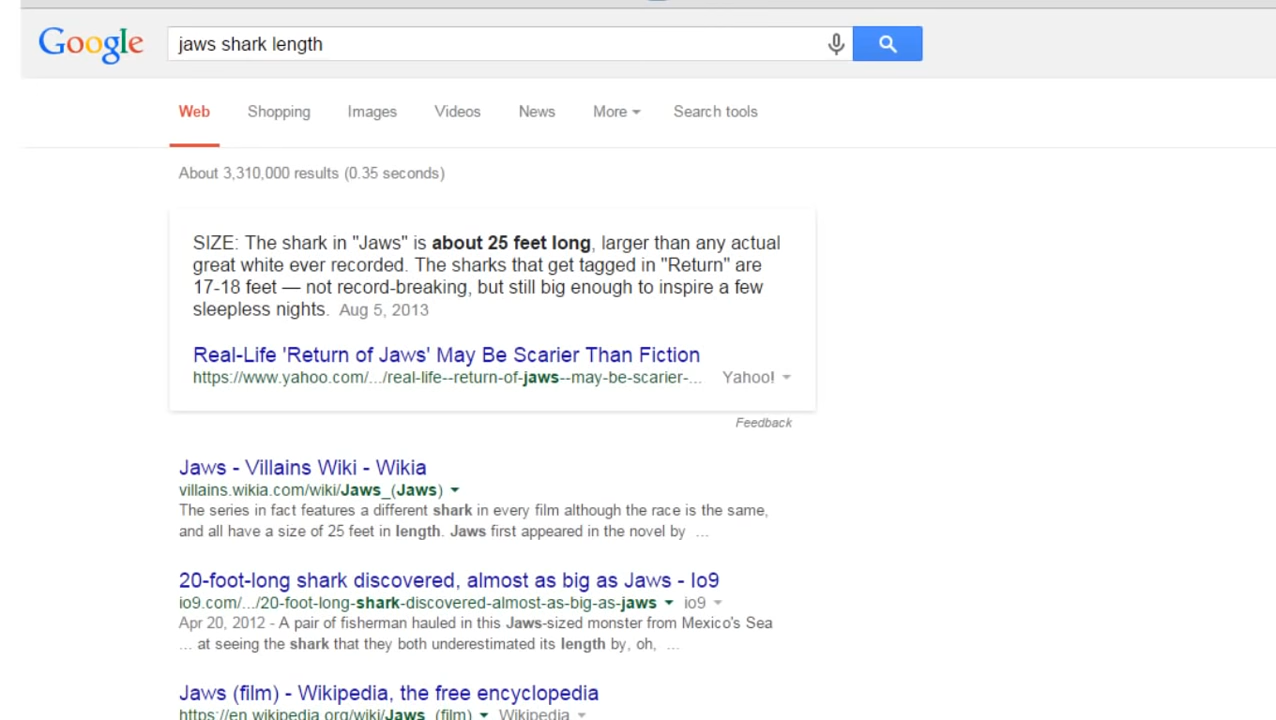 Google jaws shark length
Web Shopping Images Videos News More Search tools
About 3,310,000 results (0.35 seconds)
SIZE: The shark in "Jaws" is about 25 feet long, larger than any actual
great white ever recorded. The sharks that get tagged in "Return" are
17-18 feet — not record-breaking, but still big enough to inspire a few
sleepless nights. Aug 5, 2013
Real-Life 'Return of Jaws' May Be Scarier Than Fiction
https://www.yahoo.com/.../real-life--return-of-jaws--may-be-scarier-... Yahoo!
Feedback
Jaws - Villains Wiki - Wikia
villains.wikia.com/wiki/Jaws_(Jaws)
The series in fact features a different shark in every film although the race is the same,
and all have a size of 25 feet in length. Jaws first appeared in the novel by ...
20-foot-long shark discovered, almost as big as Jaws - Io9
io9.com/.../20-foot-long-shark-discovered-almost-as-big-as-jaws io9
Apr 20, 2012 - A pair of fisherman hauled in this Jaws-sized monster from Mexico's Sea
... at seeing the shark that they both underestimated its length by, oh, ...
Jaws (film) - Wikipedia, the free encyclopedia
https://en.wikipedia.org/wiki/Jaws_(film) Wikipedia